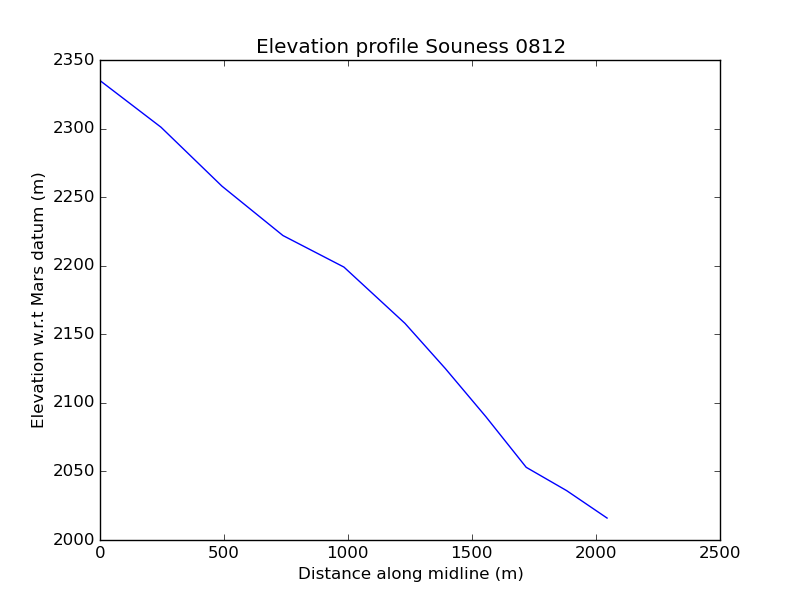 Elevation profile Souness 0812
2350
2300
2250
2200
2150
2100
2050
2000
Elevation w.r.t Mars datum (m)
0 500 1000 1500 2000 2500
Distance along midline (m)